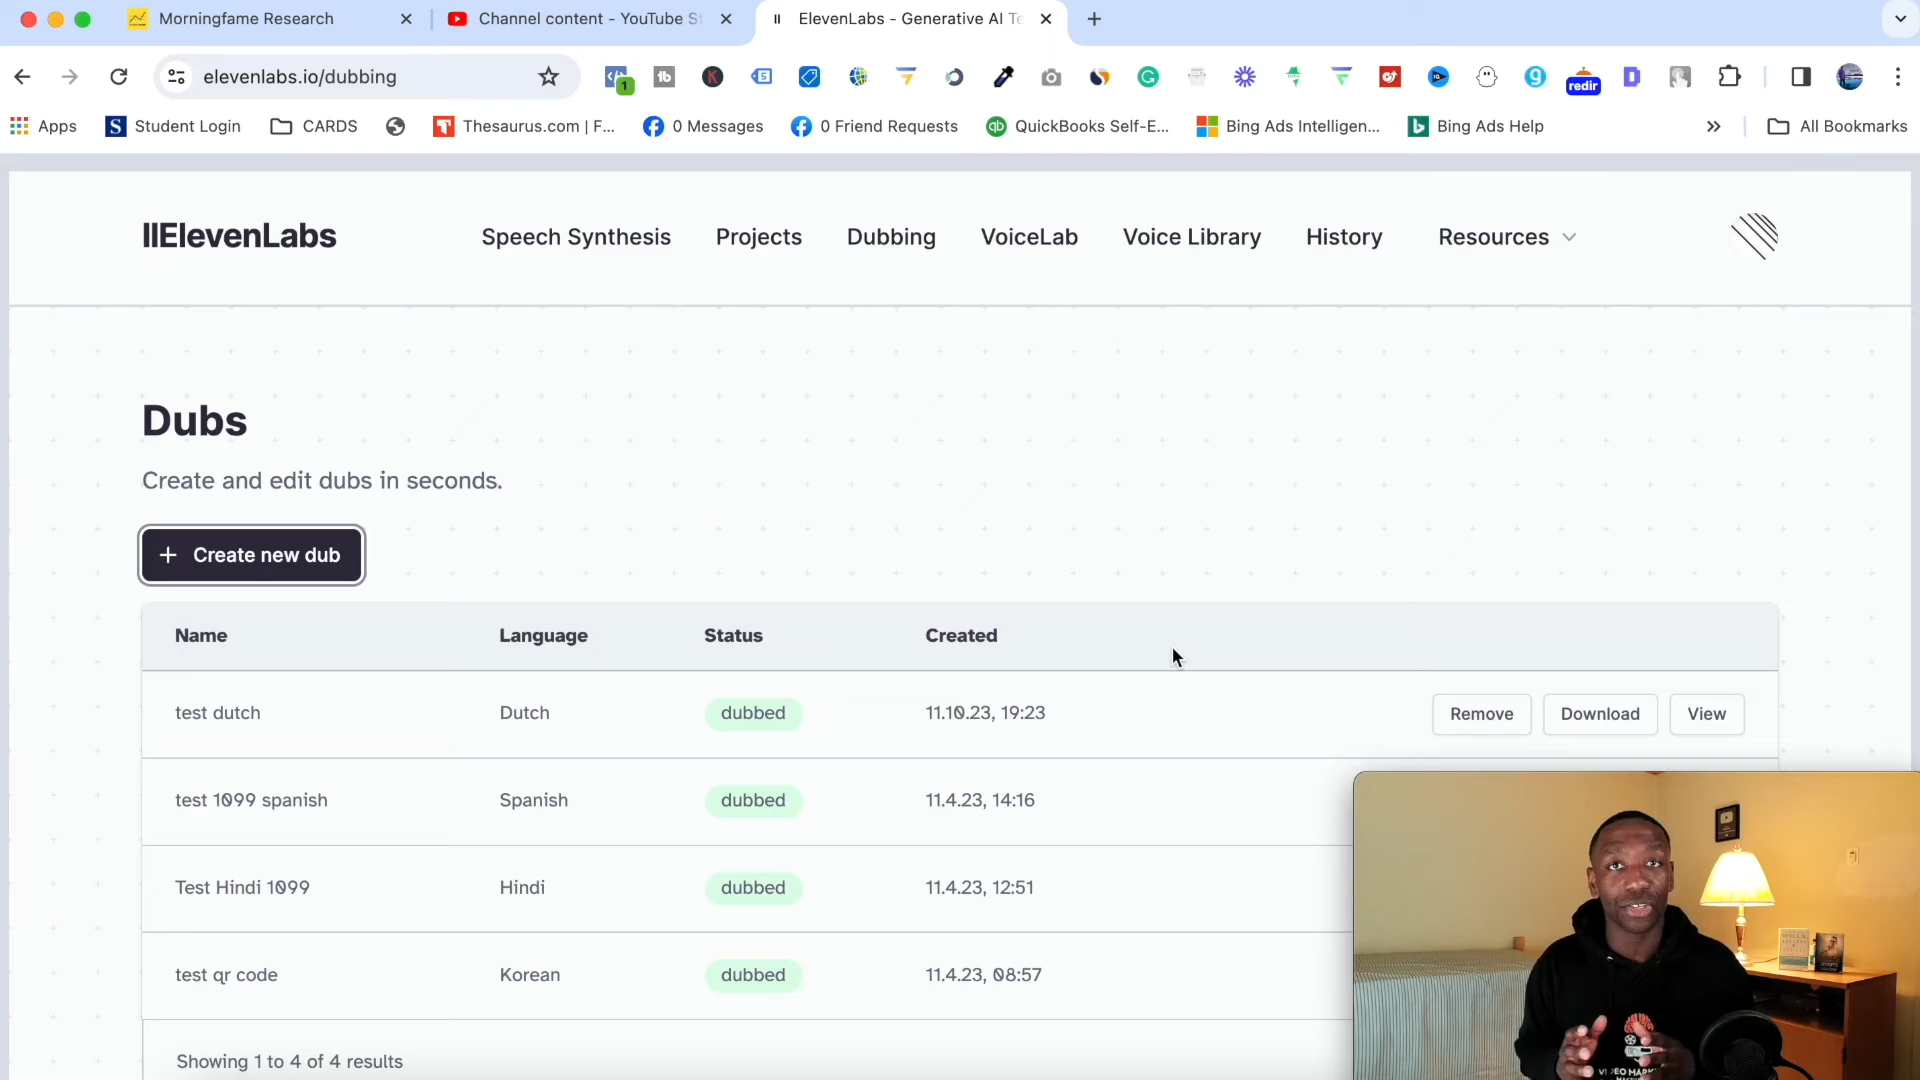 Morningfame Research
Channel content - YouTube St
ElevenLabs - Generative AI Te
elevenlabs.io/dubbing
1
redir
Apps
Student Login
CARDS
Thesaurus.com | F...
0 Messages
0 Friend Requests
QuickBooks Self-E...
Bing Ads Intelligen...
Bing Ads Help
All Bookmarks
IIElevenLabs
Speech Synthesis
Projects
Dubbing
VoiceLab
Voice Library
History
Resources
Dubs
Create and edit dubs in seconds.
+ Create new dub
Name Language Status Created
test dutch Dutch dubbed 11.10.23, 19:23 Remove Download View
test 1099 spanish Spanish dubbed 11.4.23, 14:16
Test Hindi 1099 Hindi dubbed 11.4.23, 12:51
test qr code Korean dubbed 11.4.23, 08:57
Showing 1 to 4 of 4 results